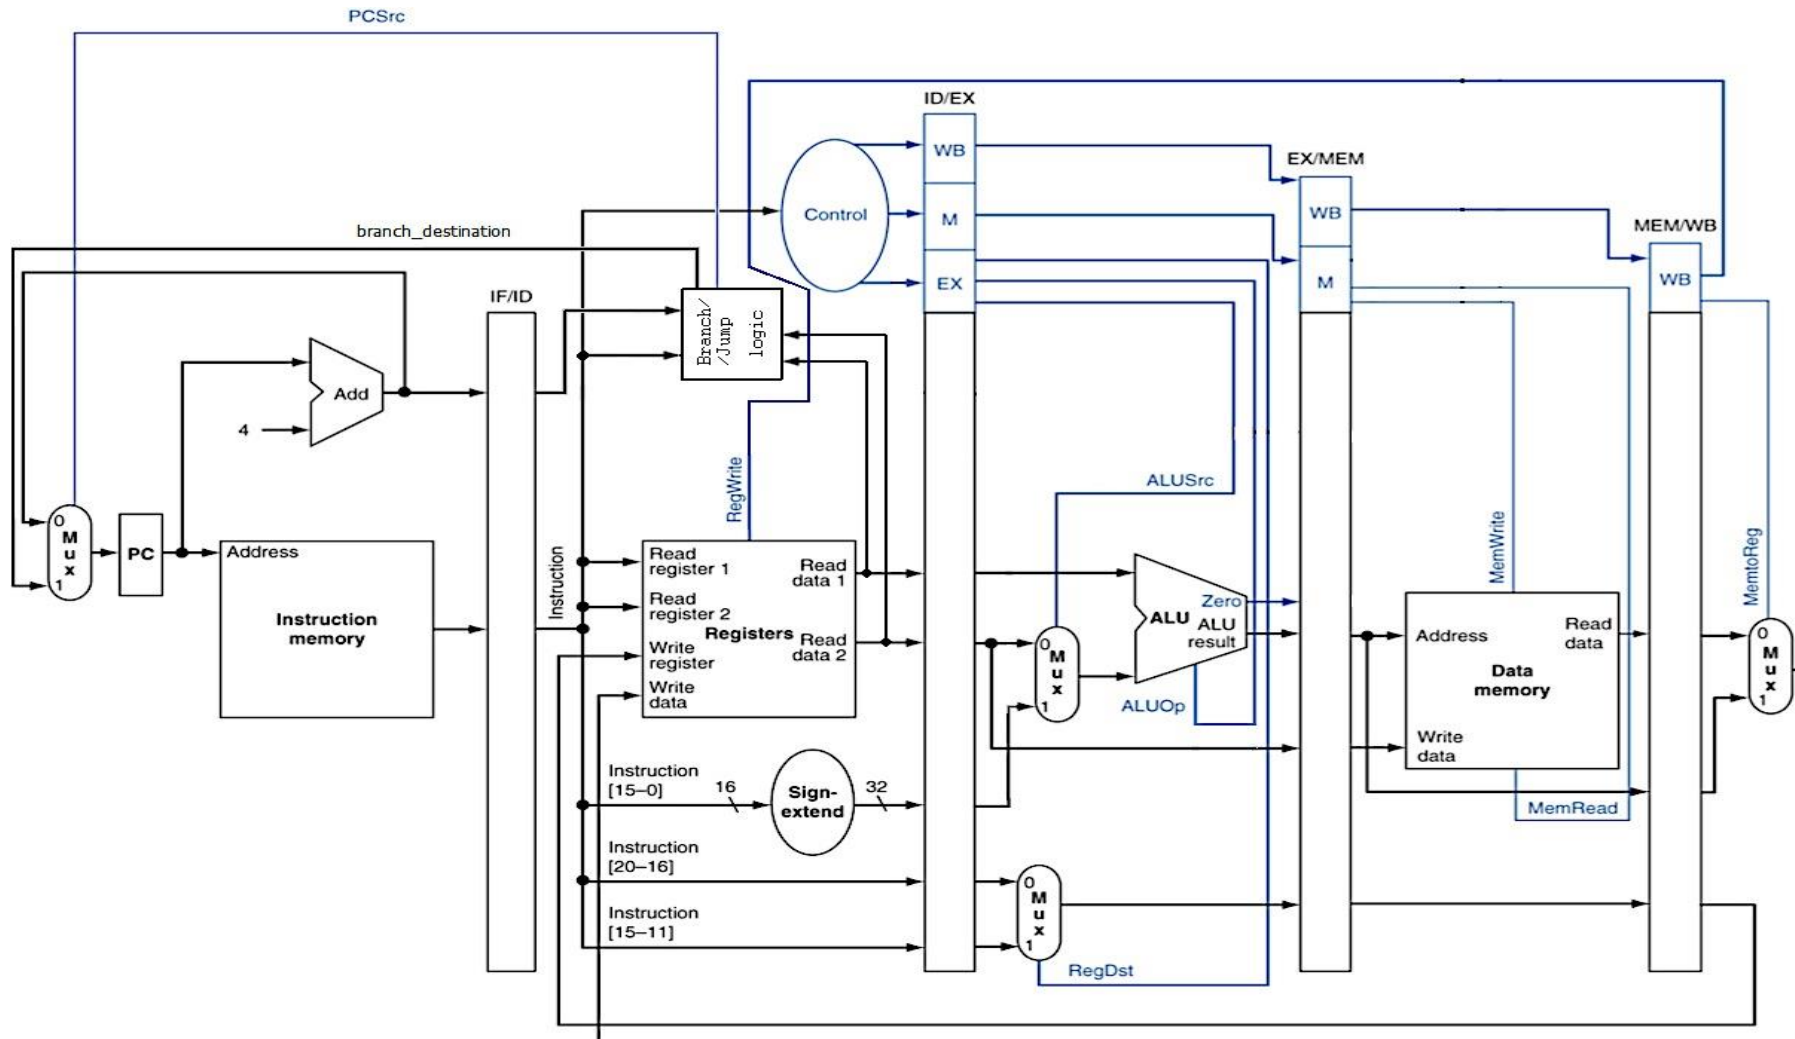 PCSrc
ID/EX
WB
EX/MEM
Control
M
WB
MEM/WB
branch_destination
EX
M
WB
IF/ID
Branch/
/Jump
logic
Add
4
ALUSrc
RegWrite
MemWrite
MemtoReg
0
M
u
x
1
PC
Address
Instruction
memory
Instruction
Read
register 1
Read
register 2
Write
register
Write
data
Registers
Read
data 1
Read
data 2
0
M
u
x
1
ALU
Zero
ALU
result
ALUOp
Address
Read
data
Data
memory
Write
data
MemRead
0
M
u
x
1
Instruction
[15–0]
16
Sign-
extend
32
Instruction
[20–16]
Instruction
[15–11]
0
M
u
x
1
RegDst